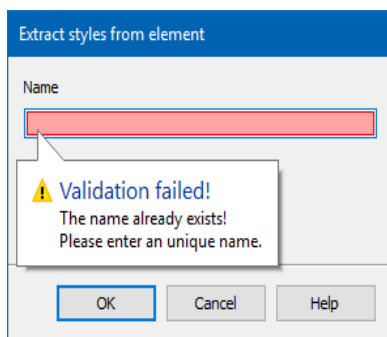 Extract styles from element
Name
Validation failed!
The name already exists!
Please enter an unique name.
OK
Cancel
Help